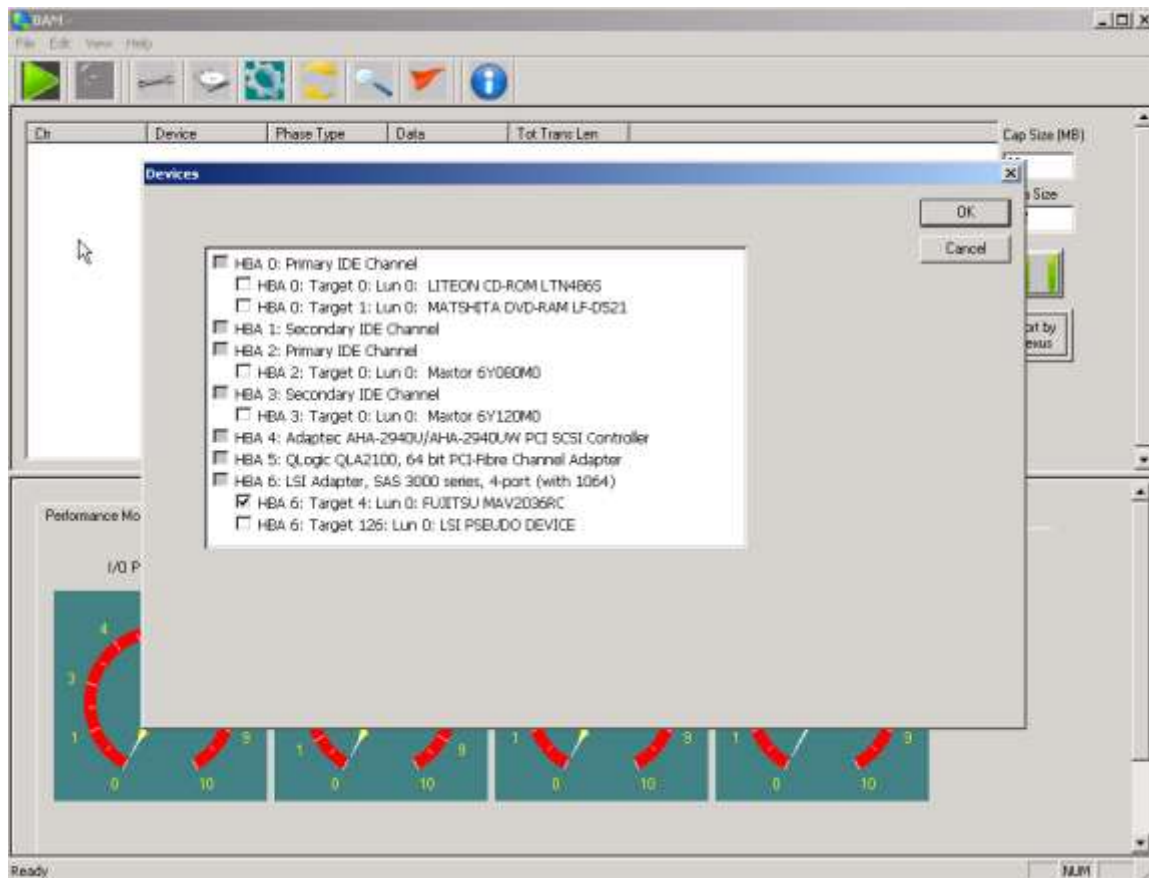 BAM -
File Edit View Help
Ch Device Phase Type Data Tot Trans Len
Cap Size (MB)
Devices
Size
OK
Cancel
HBA 0: Primary IDE Channel
HBA 0: Target 0: Lun 0: LITEON CD-ROM LTN486S
HBA 0: Target 1: Lun 0: MATSHITA DVD-RAM LF-D521
HBA 1: Secondary IDE Channel
HBA 2: Primary IDE Channel
HBA 2: Target 0: Lun 0: Maxtor 6Y080M0
HBA 3: Secondary IDE Channel
HBA 3: Target 0: Lun 0: Maxtor 6Y120M0
HBA 4: Adaptec AHA-2940U/AHA-2940UW PCI SCSI Controller
HBA 5: QLogic QLA2100, 64 bit PCI-Fibre Channel Adapter
HBA 6: LSI Adapter, SAS 3000 series, 4-port (with 1064)
HBA 6: Target 4: Lun 0: FUJITSU MAV2036RC
HBA 6: Target 126: Lun 0: LSI PSEUDO DEVICE
by
exus
Performance Mo
I/O P
4
3
1 9 1 9 1 9 1 9
0 10 0 10 0 10 0 10
Ready NUM